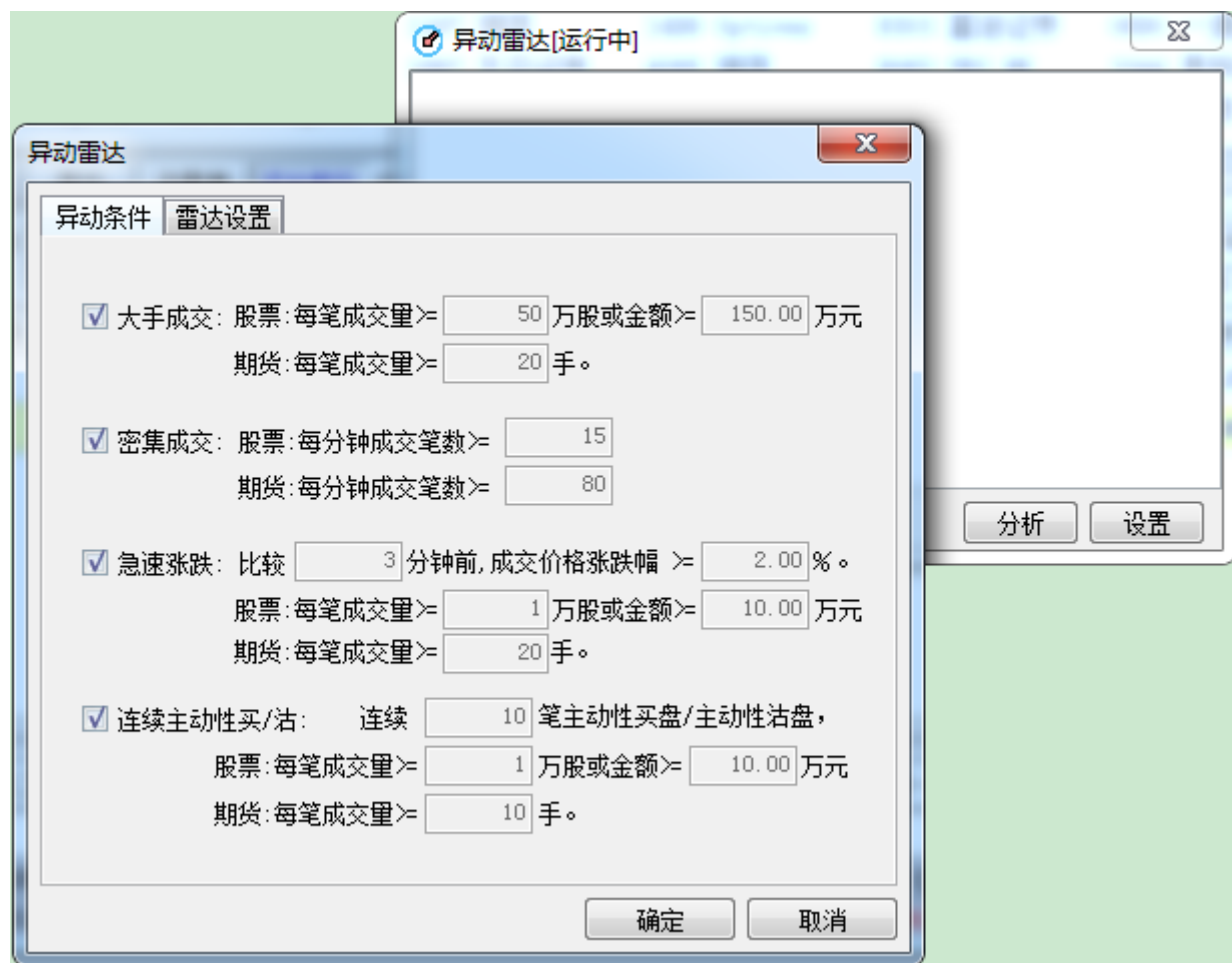 异动雷达[运行中]
异动雷达
异动条件 雷达设置
大手成交: 股票:每笔成交量>= 50 万股或金额>= 150.00 万元
期货:每笔成交量>= 20 手。
密集成交: 股票:每分钟成交笔数>= 15
期货:每分钟成交笔数>= 80
急速涨跌: 比较 3 分钟前,成交价格涨跌幅 >= 2.00 %。
股票:每笔成交量>= 1 万股或金额>= 10.00 万元
期货:每笔成交量>= 20 手。
连续主动性买/沽: 连续 10 笔主动性买盘/主动性沽盘,
股票:每笔成交量>= 1 万股或金额>= 10.00 万元
期货:每笔成交量>= 10 手。
确定 取消
分析 设置